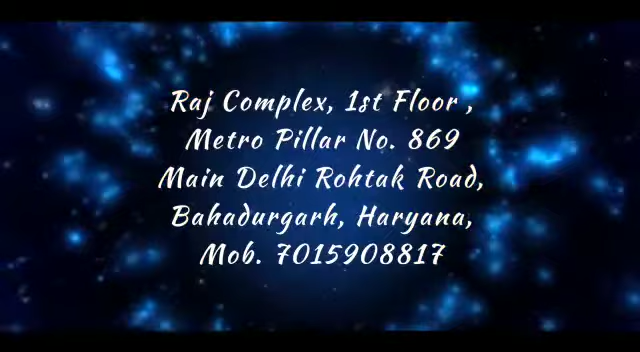 Raj Complex, 1st Floor ,
Metro Pillar No. 869
Main Delhi Rohtak Road,
Bahadurgarh, Haryana,
Mob. 7015908817